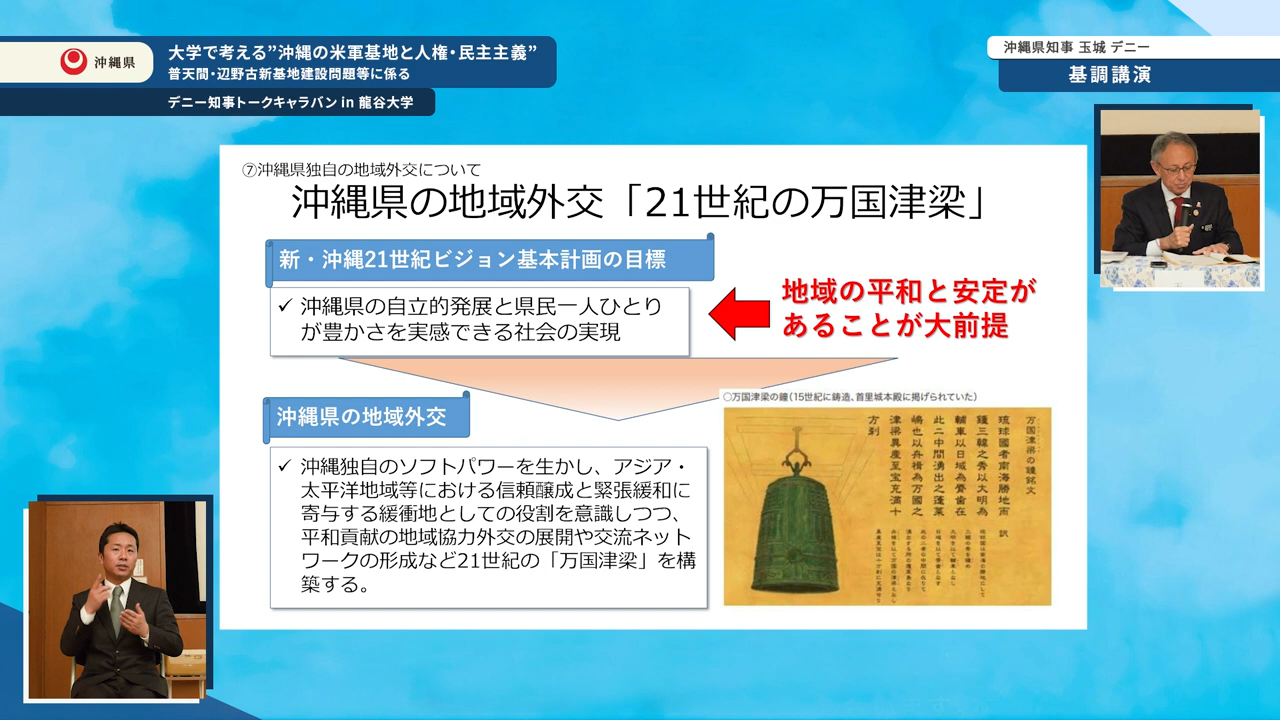 沖縄県
大学で考える”沖縄の米軍基地と人権・民主主義”
普天間・辺野古新基地建設問題等に係る
デニー知事トークキャラバン in 龍谷大学
沖縄県知事 玉城 デニー
基調講演
⑦沖縄県独自の地域外交について
沖縄県の地域外交「21世紀の万国津梁」
新・沖縄21世紀ビジョン基本計画の目標
✓ 沖縄県の自立的発展と県民一人ひとり
が豊かさを実感できる社会の実現
地域の平和と安定が
あることが大前提
沖縄県の地域外交
✓ 沖縄独自のソフトパワーを生かし、アジア・
太平洋地域等における信頼醸成と緊張緩和に
寄与する緩衝地としての役割を意識しつつ、
平和貢献の地域協力外交の展開や交流ネット
ワークの形成など21世紀の「万国津梁」を構
築する。
○万国津梁の鐘(15世紀に鋳造、首里城本殿に掲げられていた)
万国津梁の鐘銘文
琉球國者南海勝地而
鍾三韓之秀以大明為
輔車以日域為脣歯在
此二中間湧出之蓬莱
嶋也以舟楫為万國之
津梁異産至宝充満十
方刹
訳